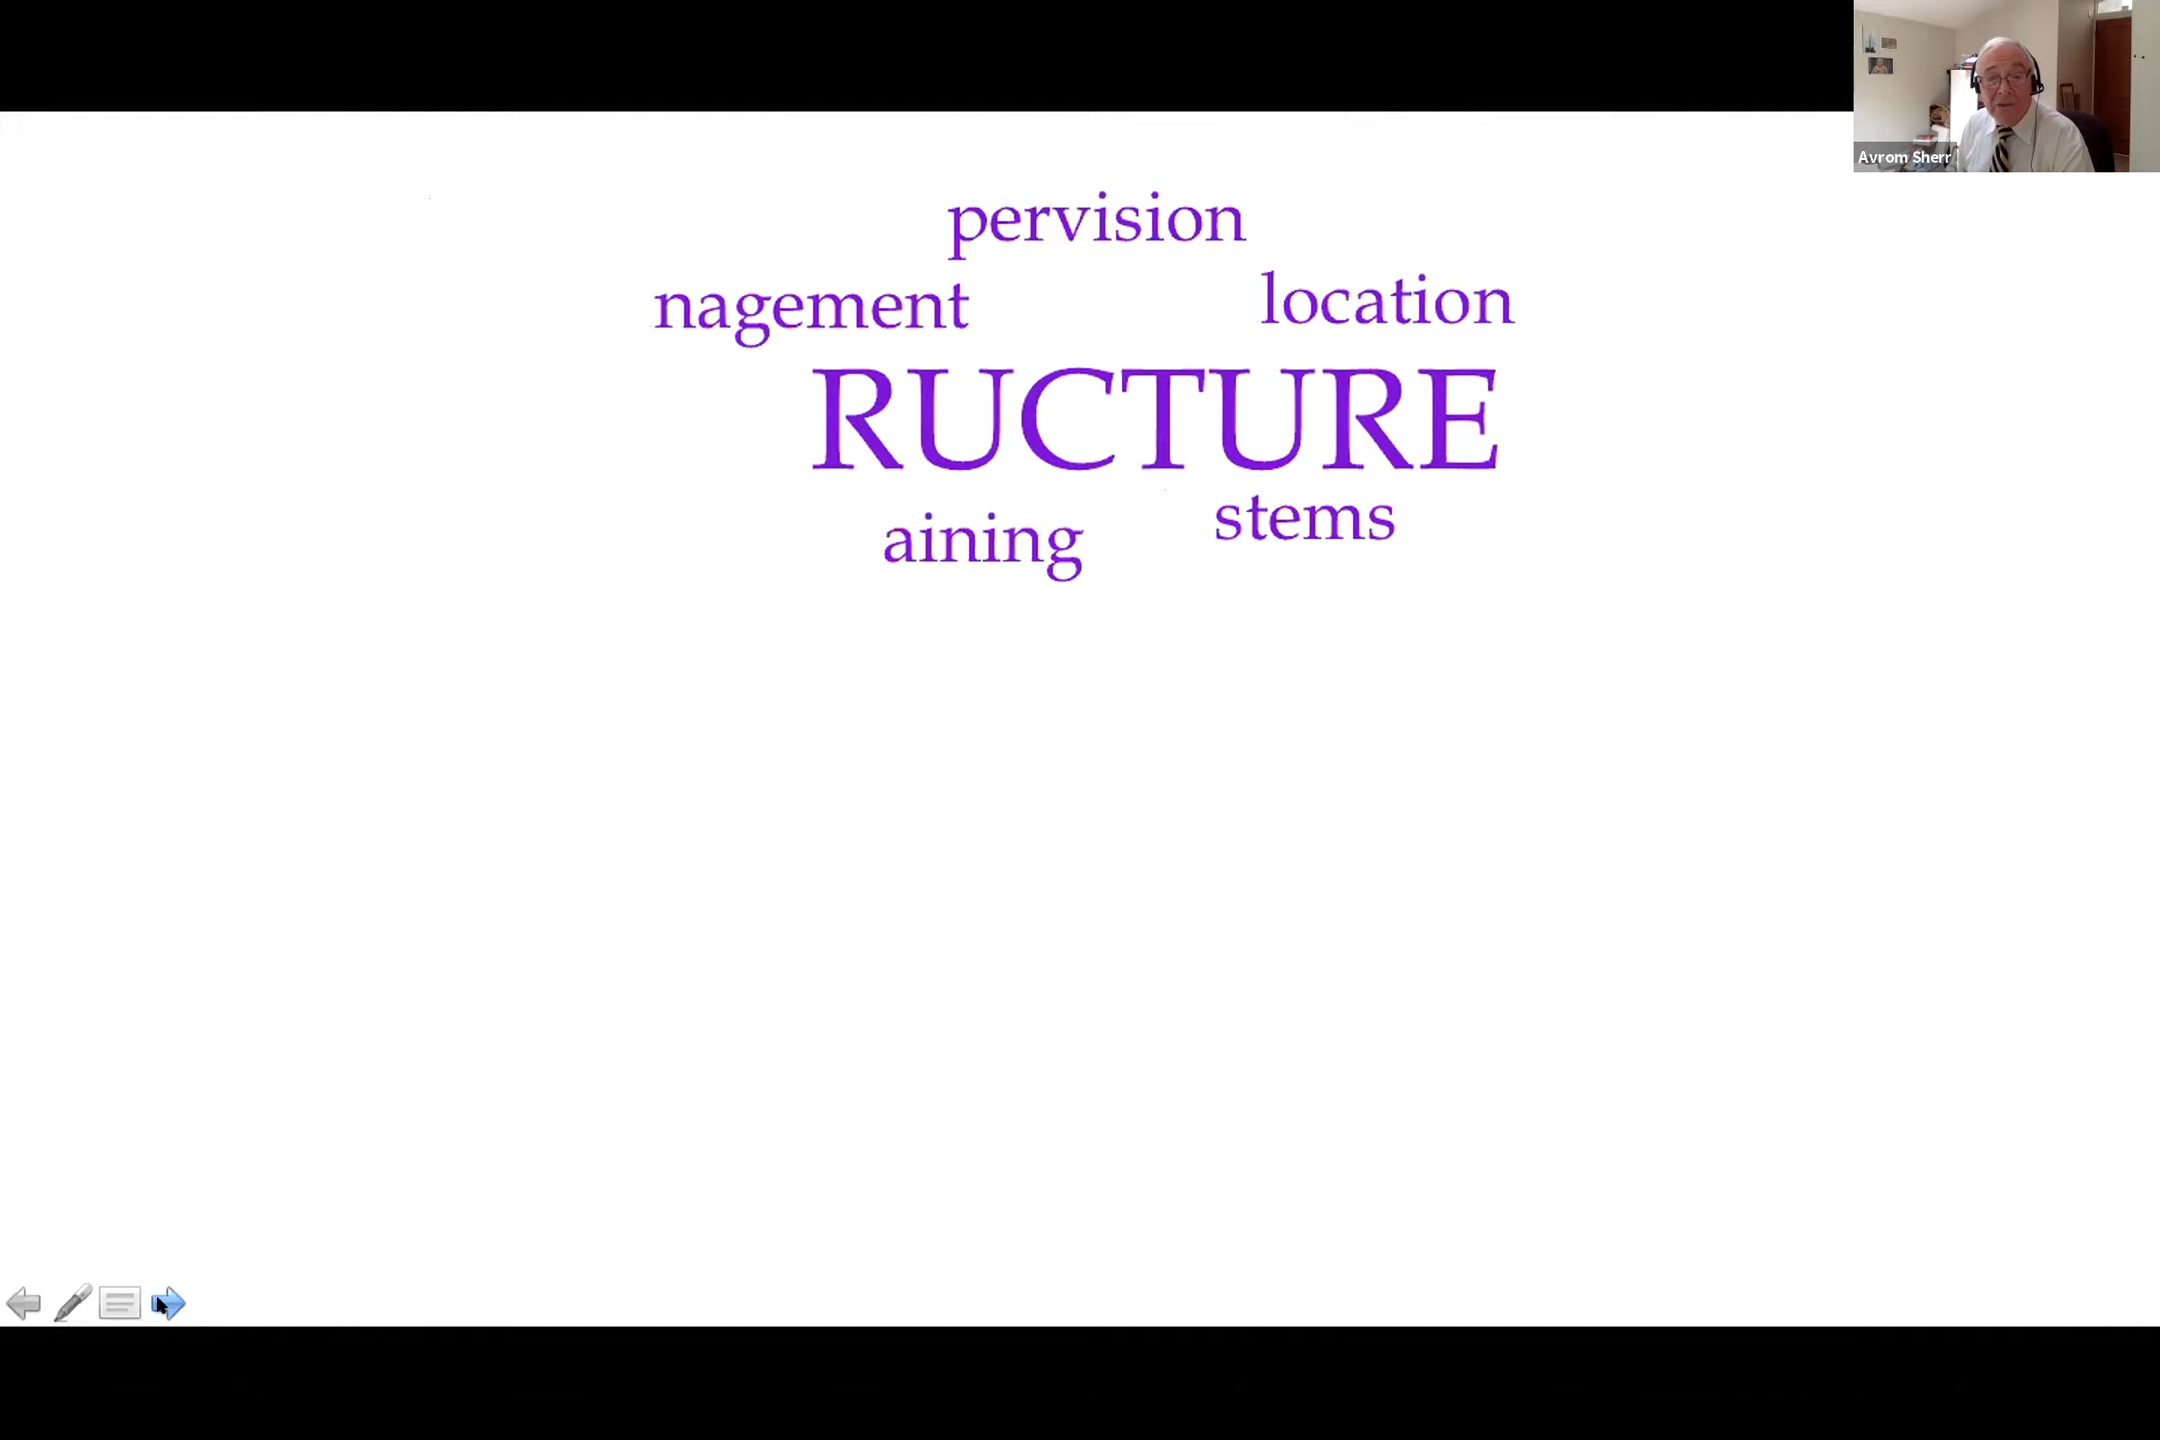 Avrom Sherr
pervision
nagement
location
RUCTURE
stems
aining